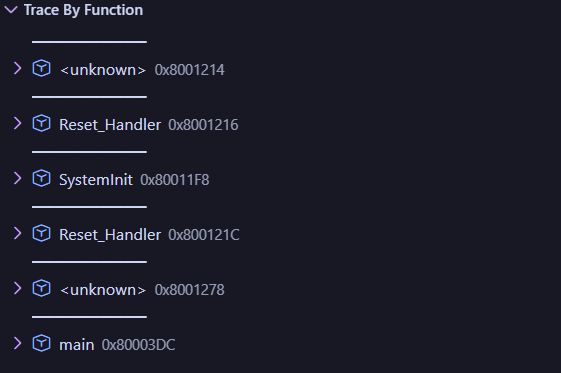 Trace By Function
<unknown> 0x8001214
Reset_Handler 0x8001216
SystemInit 0x80011F8
Reset_Handler 0x800121C
<unknown> 0x8001278
main 0x80003DC